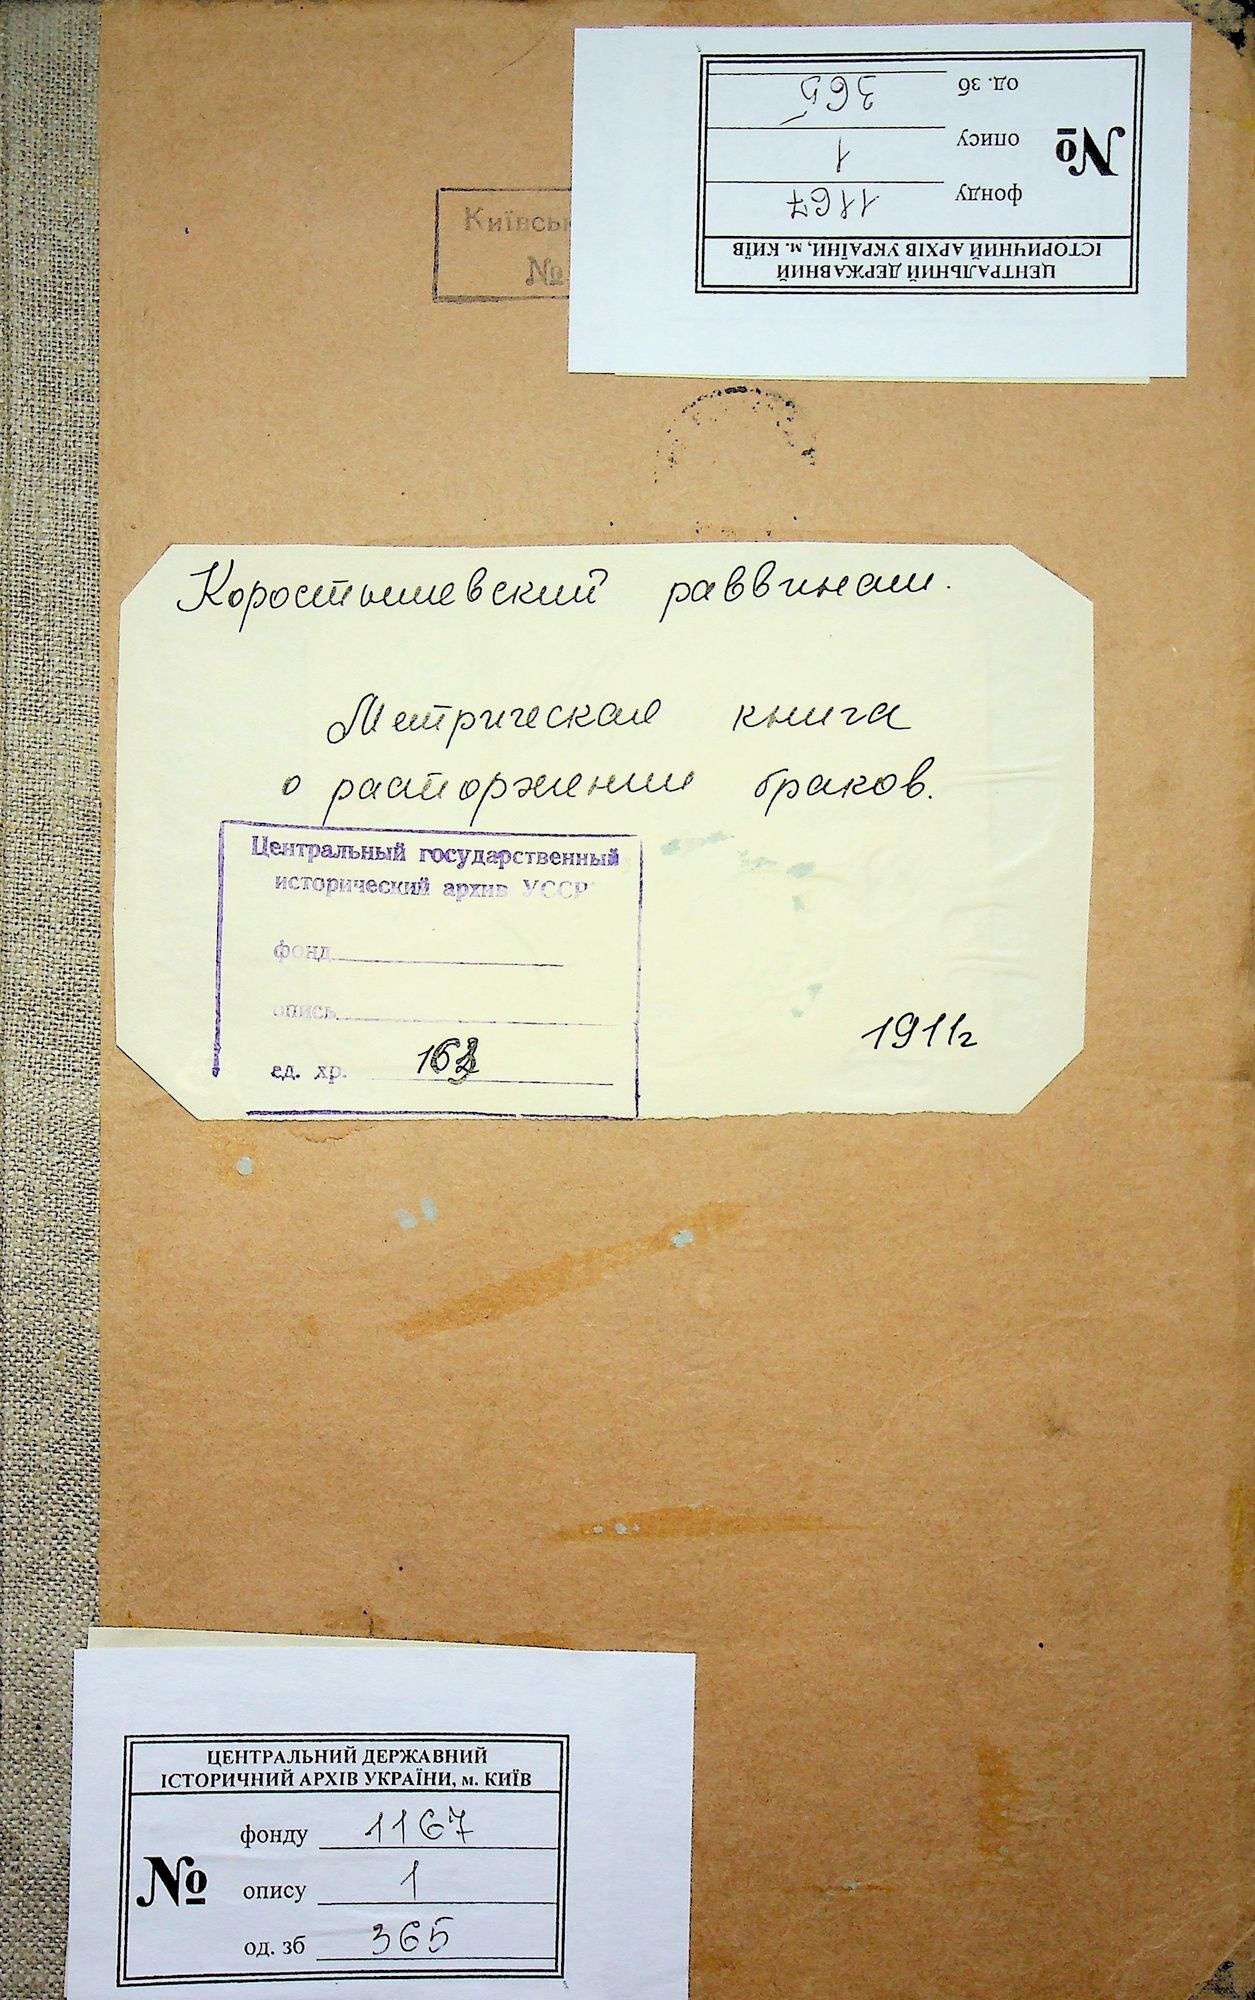 ЦЕНТРАЛЬНИЙ ДЕРЖАВНИЙ
ІСТОРИЧНИЙ АРХІВ УКРАЇНИ, м. КИЇВ
№
фонду 1167
опису 1
од. зб 365
Київськ
№
Коростышевский раввинат.
Метрическая книга
о расторжении браков.
Центральный государственный
исторический архив УССР
фонд
опись
ед. хр.
1911г
ЦЕНТРАЛЬНИЙ ДЕРЖАВНИЙ
ІСТОРИЧНИЙ АРХІВ УКРАЇНИ, м. КИЇВ
№
фонду 1167
опису 1
од. зб 365